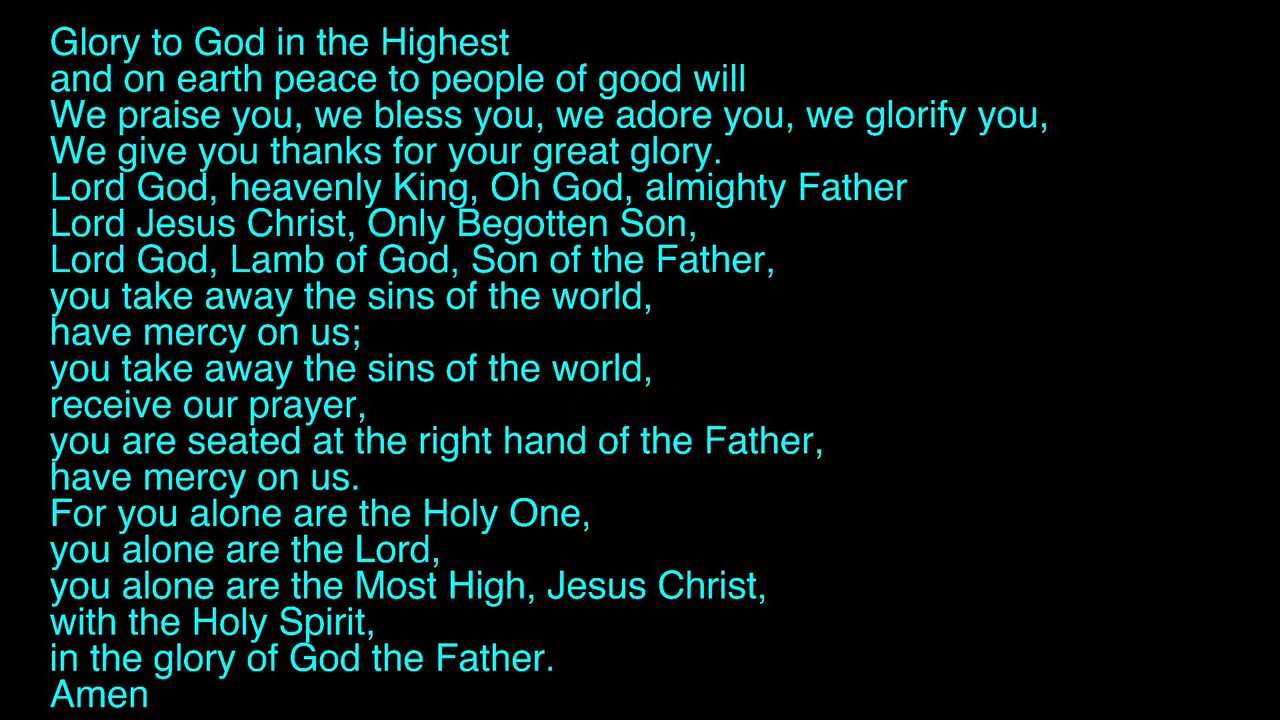 Glory to God in the Highest
and on earth peace to people of good will
We praise you, we bless you, we adore you, we glorify you,
We give you thanks for your great glory.
Lord God, heavenly King, Oh God, almighty Father
Lord Jesus Christ, Only Begotten Son,
Lord God, Lamb of God, Son of the Father,
you take away the sins of the world,
have mercy on us;
you take away the sins of the world,
receive our prayer,
you are seated at the right hand of the Father,
have mercy on us.
For you alone are the Holy One,
you alone are the Lord,
you alone are the Most High, Jesus Christ,
with the Holy Spirit,
in the glory of God the Father.
Amen